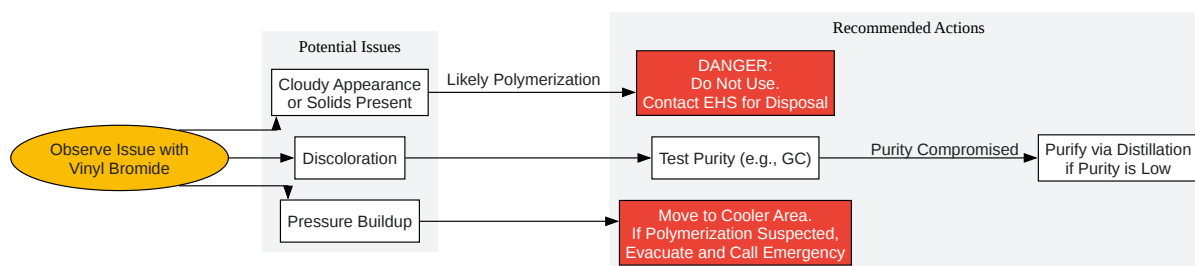 Potential Issues
Recommended Actions
Observe Issue with
Vinyl Bromide
Cloudy Appearance
or Solids Present
Likely Polymerization
DANGER:
Do Not Use.
Contact EHS for Disposal
Discoloration
Test Purity (e.g., GC)
Purity Compromised
Purify via Distillation
if Purity is Low
Pressure Buildup
Move to Cooler Area.
If Polymerization Suspected,
Evacuate and Call Emergency